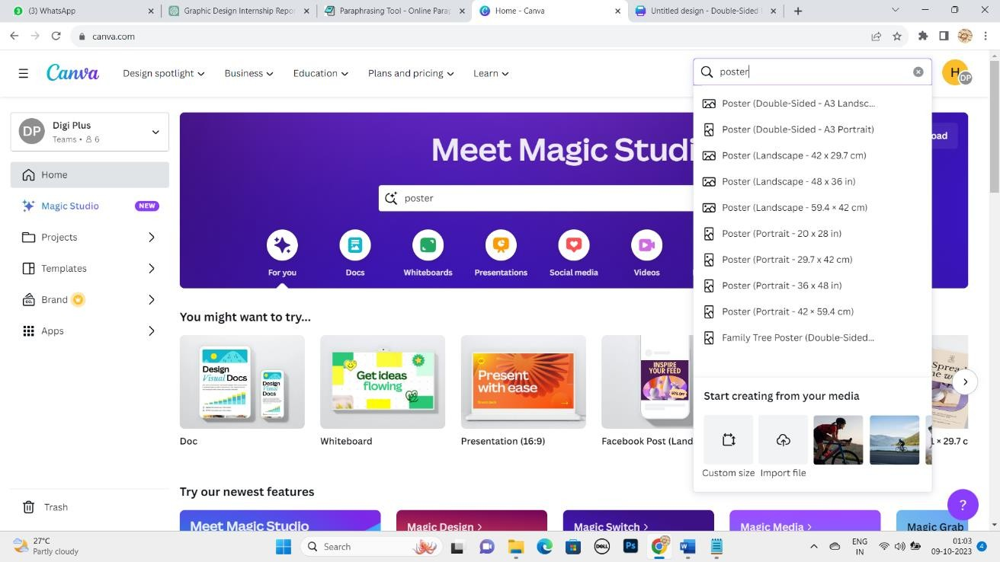 (3) WhatsApp
Graphic Design Internship Repor
Paraphrasing Tool - Online Parap
Home - Canva
Untitled design - Double-Sided
canva.com
Canva
Design spotlight
Business
Education
Plans and pricing
Learn
poster
H
DP
DP
Digi Plus
Teams • 6
Home
Magic Studio
NEW
Projects
Templates
Brand
Apps
Trash
Meet Magic Studi
oad
poster
For you
Docs
Whiteboards
Presentations
Social media
Videos
Poster (Double-Sided - A3 Landsc...
Poster (Double-Sided - A3 Portrait)
Poster (Landscape - 42 x 29.7 cm)
Poster (Landscape - 48 x 36 in)
Poster (Landscape - 59.4 × 42 cm)
Poster (Portrait - 20 x 28 in)
Poster (Portrait - 29.7 x 42 cm)
Poster (Portrait - 36 x 48 in)
Poster (Portrait - 42 × 59.4 cm)
Family Tree Poster (Double-Sided...
Start creating from your media
Custom size
Import file
You might want to try...
Design
Visual Docs
Design
Visual Docs
Get ideas
flowing
Present
with ease
INSPIRE
YOUR FEED
Doc
Whiteboard
Presentation (16:9)
Facebook Post (Land
× 29.7 c
Try our newest features
Meet Magic Studio
Magic Design >
Magic Switch >
Magic Media >
Magic Grab
?
27°C
Partly cloudy
Search
DELL
Ps
ENG
IN
01:03
09-10-2023
4